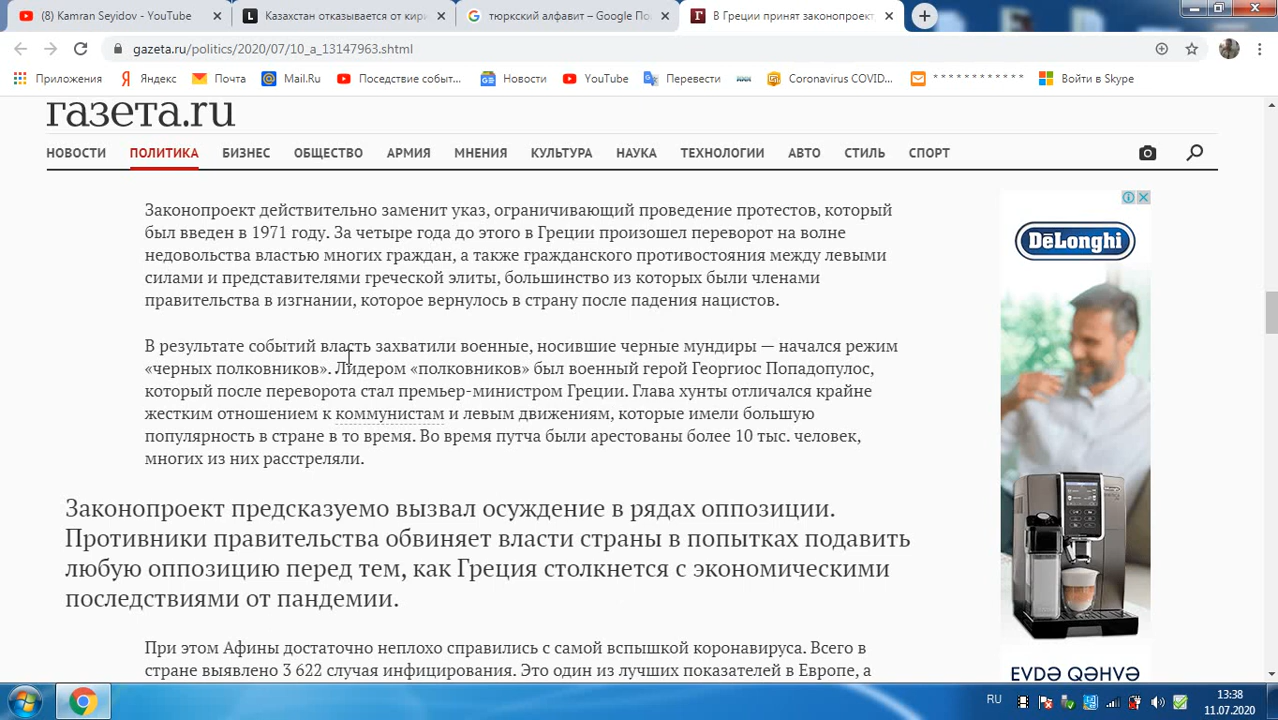 (8) Kamran Seyidov - YouTube
Казахстан отказывается от кири
тюркский алфавит – Google По
В Греции принят законопроект,
gazeta.ru/politics/2020/07/10_a_13147963.shtml
Приложения
Яндекс
Почта
Mail.Ru
Поседствие событ...
Новости
YouTube
Перевести
Coronavirus COVID...
* * * * * * * * * * * *
Войти в Skype
газета.ru
НОВОСТИ
ПОЛИТИКА
БИЗНЕС
ОБЩЕСТВО
АРМИЯ
МНЕНИЯ
КУЛЬТУРА
НАУКА
ТЕХНОЛОГИИ
АВТО
СТИЛЬ
СПОРТ
Законопроект действительно заменит указ, ограничивающий проведение протестов, который
был введен в 1971 году. За четыре года до этого в Греции произошел переворот на волне
недовольства властью многих граждан, а также гражданского противостояния между левыми
силами и представителями греческой элиты, большинство из которых были членами
правительства в изгнании, которое вернулось в страну после падения нацистов.
В результате событий власть захватили военные, носившие черные мундиры — начался режим
«черных полковников». Лидером «полковников» был военный герой Георгиос Попадопулос,
который после переворота стал премьер-министром Греции. Глава хунты отличался крайне
жестким отношением к коммунистам и левым движениям, которые имели большую
популярность в стране в то время. Во время путча были арестованы более 10 тыс. человек,
многих из них расстреляли.
Законопроект предсказуемо вызвал осуждение в рядах оппозиции.
Противники правительства обвиняет власти страны в попытках подавить
любую оппозицию перед тем, как Греция столкнется с экономическими
последствиями от пандемии.
При этом Афины достаточно неплохо справились с самой вспышкой коронавируса. Всего в
стране выявлено 3 622 случая инфицирования. Это один из лучших показателей в Европе, а
DeLonghi
EVDƏ QƏHVƏ
RU
13:38
11.07.2020